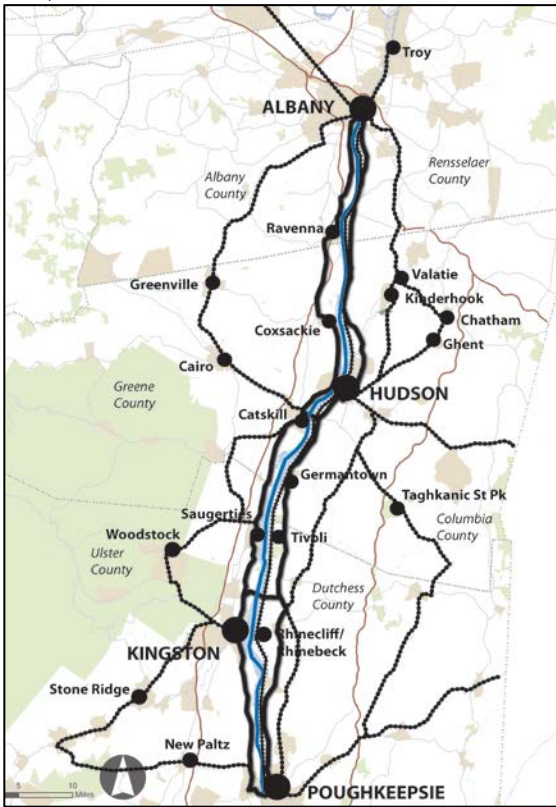 Troy
ALBANY
Albany
County
Rensselaer
County
Ravenna
Valatie
Greenville
Kinderhook
Chatham
Coxsackie
Ghent
Cairo
Greene
County
HUDSON
Catskill
Germantown
Taghkanic St Pk
Saugerties
Columbia
County
Woodstock
Tivoli
Ulster
County
Dutchess
County
Rhinecliff/
Rhinebeck
KINGSTON
Stone Ridge
New Paltz
5
10
Miles
POUGHKEEPSIE